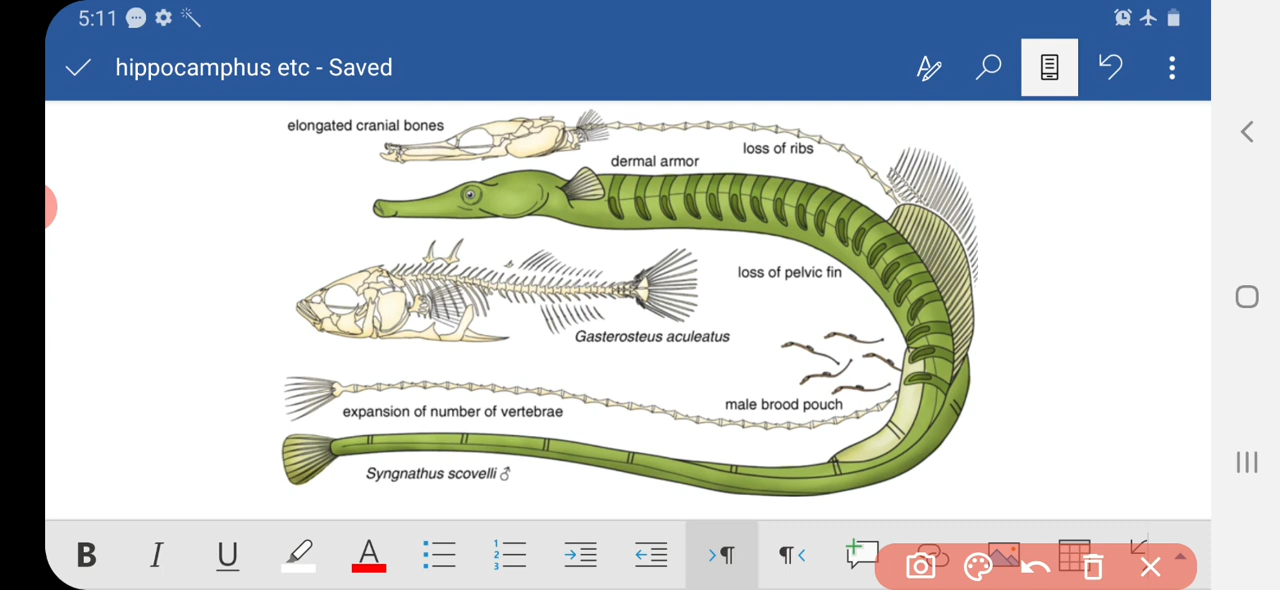 5:11
hippocamphus etc - Saved
elongated cranial bones
loss of ribs
dermal armor
loss of pelvic fin
Gasterosteus aculeatus
male brood pouch
expansion of number of vertebrae
Syngnathus scovelli ♂
B I U A